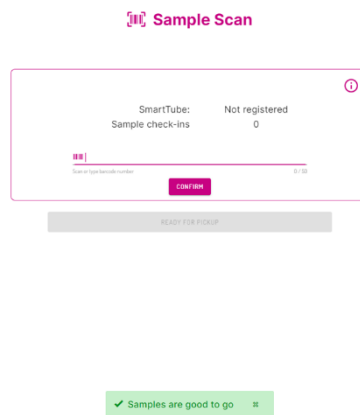 Sample Scan
SmartTube: Not registered
Sample check-ins 0
Scan or type barcode number 0 / 30
CONFIRM
READY FOR PICKUP
Samples are good to go